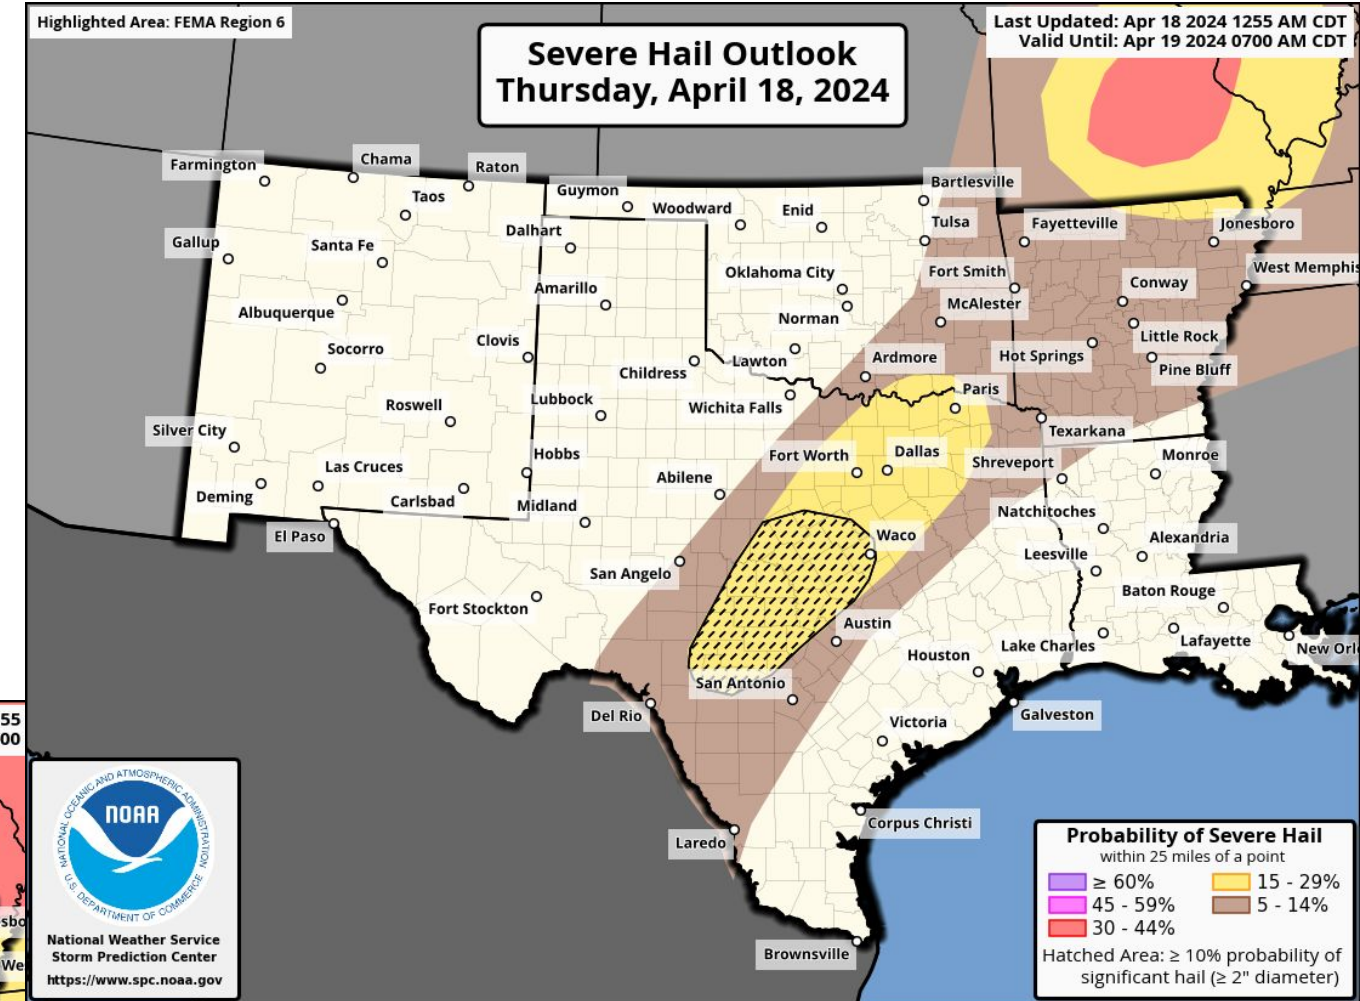 Highlighted Area: FEMA Region 6
Severe Hail Outlook
Thursday, April 18, 2024
Last Updated: Apr 18 2024 1255 AM CDT
Valid Until: Apr 19 2024 0700 AM CDT
Farmington
Chama
Raton
Guymon
Bartlesville
Taos
Woodward
Enid
Tulsa
Fayetteville
Jonesboro
Gallup
Santa Fe
Dalhart
Oklahoma City
Fort Smith
West Memphis
Amarillo
Conway
Albuquerque
Norman
McAlester
Socorro
Clovis
Lawton
Ardmore
Hot Springs
Little Rock
Childress
Pine Bluff
Roswell
Lubbock
Wichita Falls
Paris
Silver City
Texarkana
Hobbs
Fort Worth
Dallas
Shreveport
Monroe
Las Cruces
Abilene
Deming
Carlsbad
Midland
Natchitoches
El Paso
Waco
Alexandria
San Angelo
Leesville
Fort Stockton
Baton Rouge
Austin
Lake Charles
Lafayette
New Orl
Houston
San Antonio
Del Rio
Galveston
Victoria
Corpus Christi
Laredo
Brownsville
55
00
sbo
We
NATIONAL OCEANIC AND ATMOSPHERIC ADMINISTRATION
NOAA
U.S. DEPARTMENT OF COMMERCE
National Weather Service
Storm Prediction Center
https://www.spc.noaa.gov
Probability of Severe Hail
within 25 miles of a point
≥ 60%
15 - 29%
45 - 59%
5 - 14%
30 - 44%
Hatched Area: ≥ 10% probability of
significant hail (≥ 2" diameter)